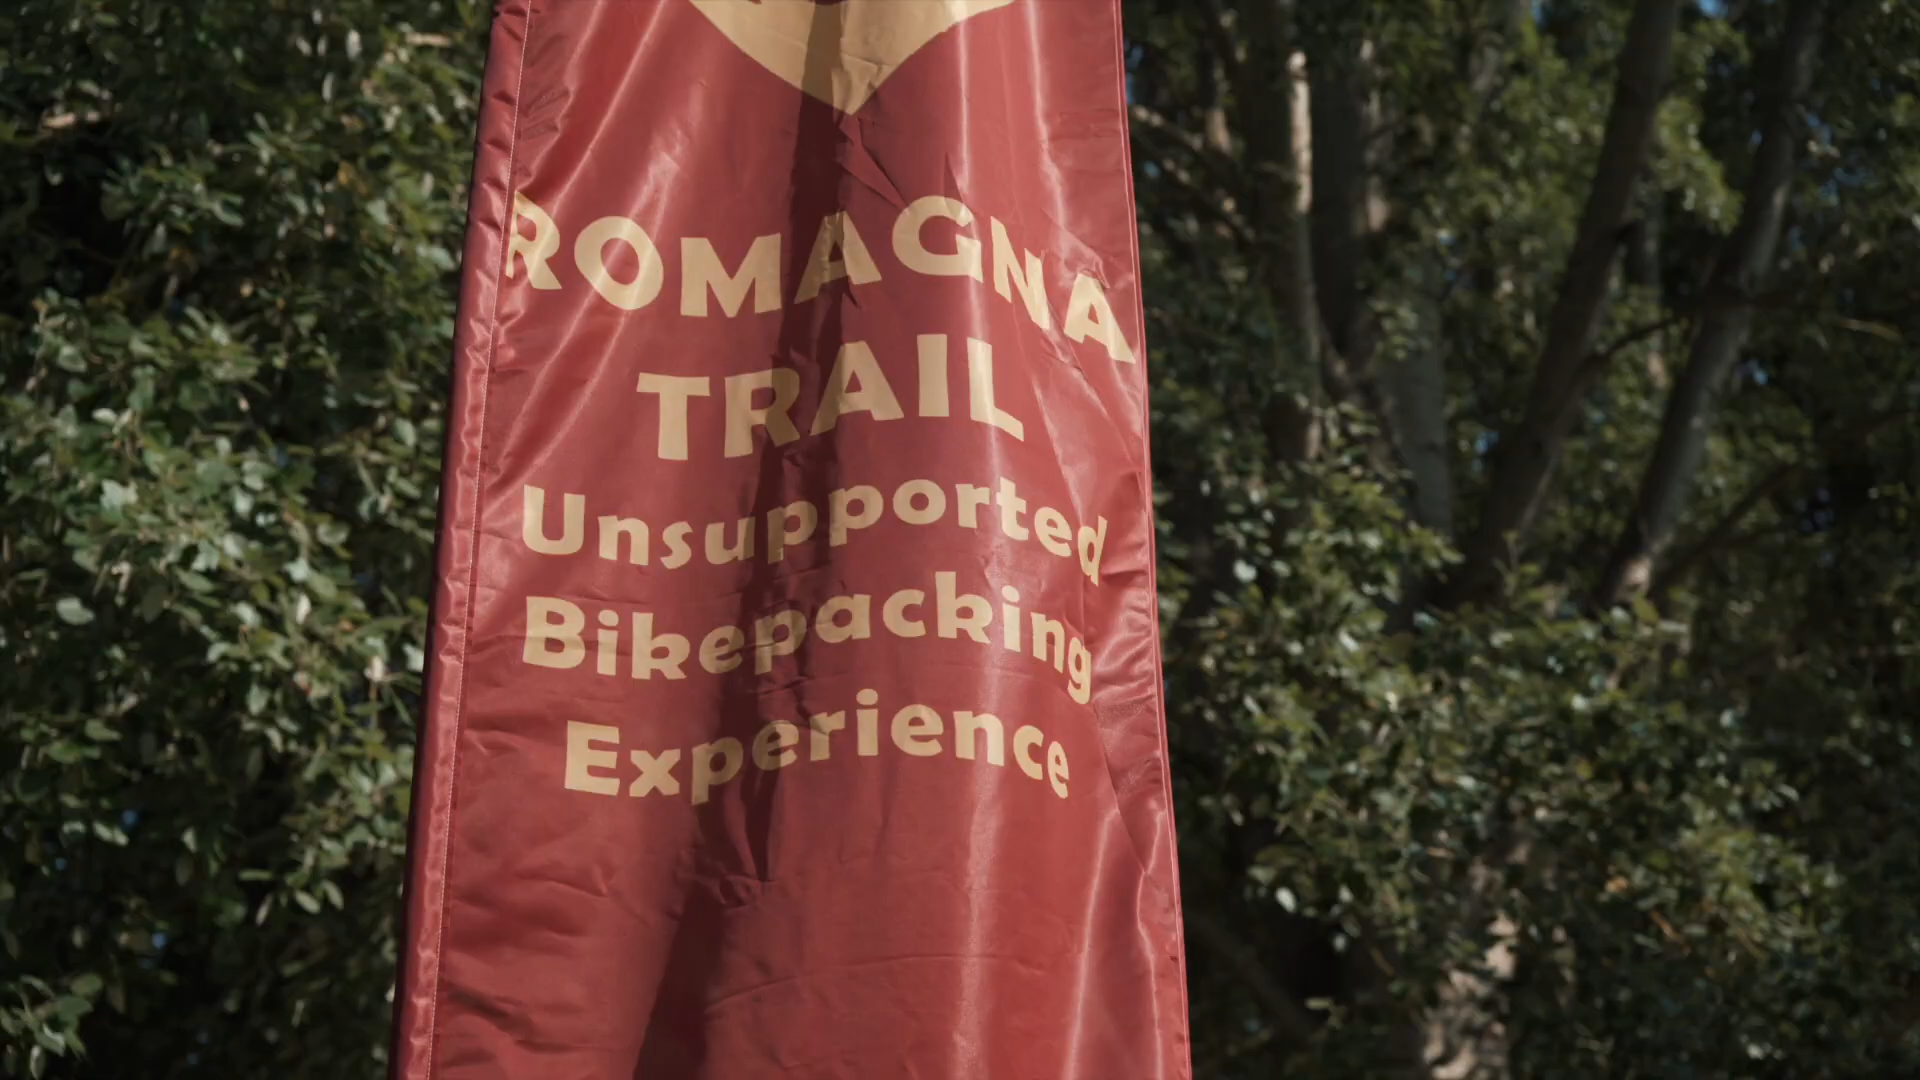 ROMAGNA
TRAIL
Unsupported
Bikepacking
Experience